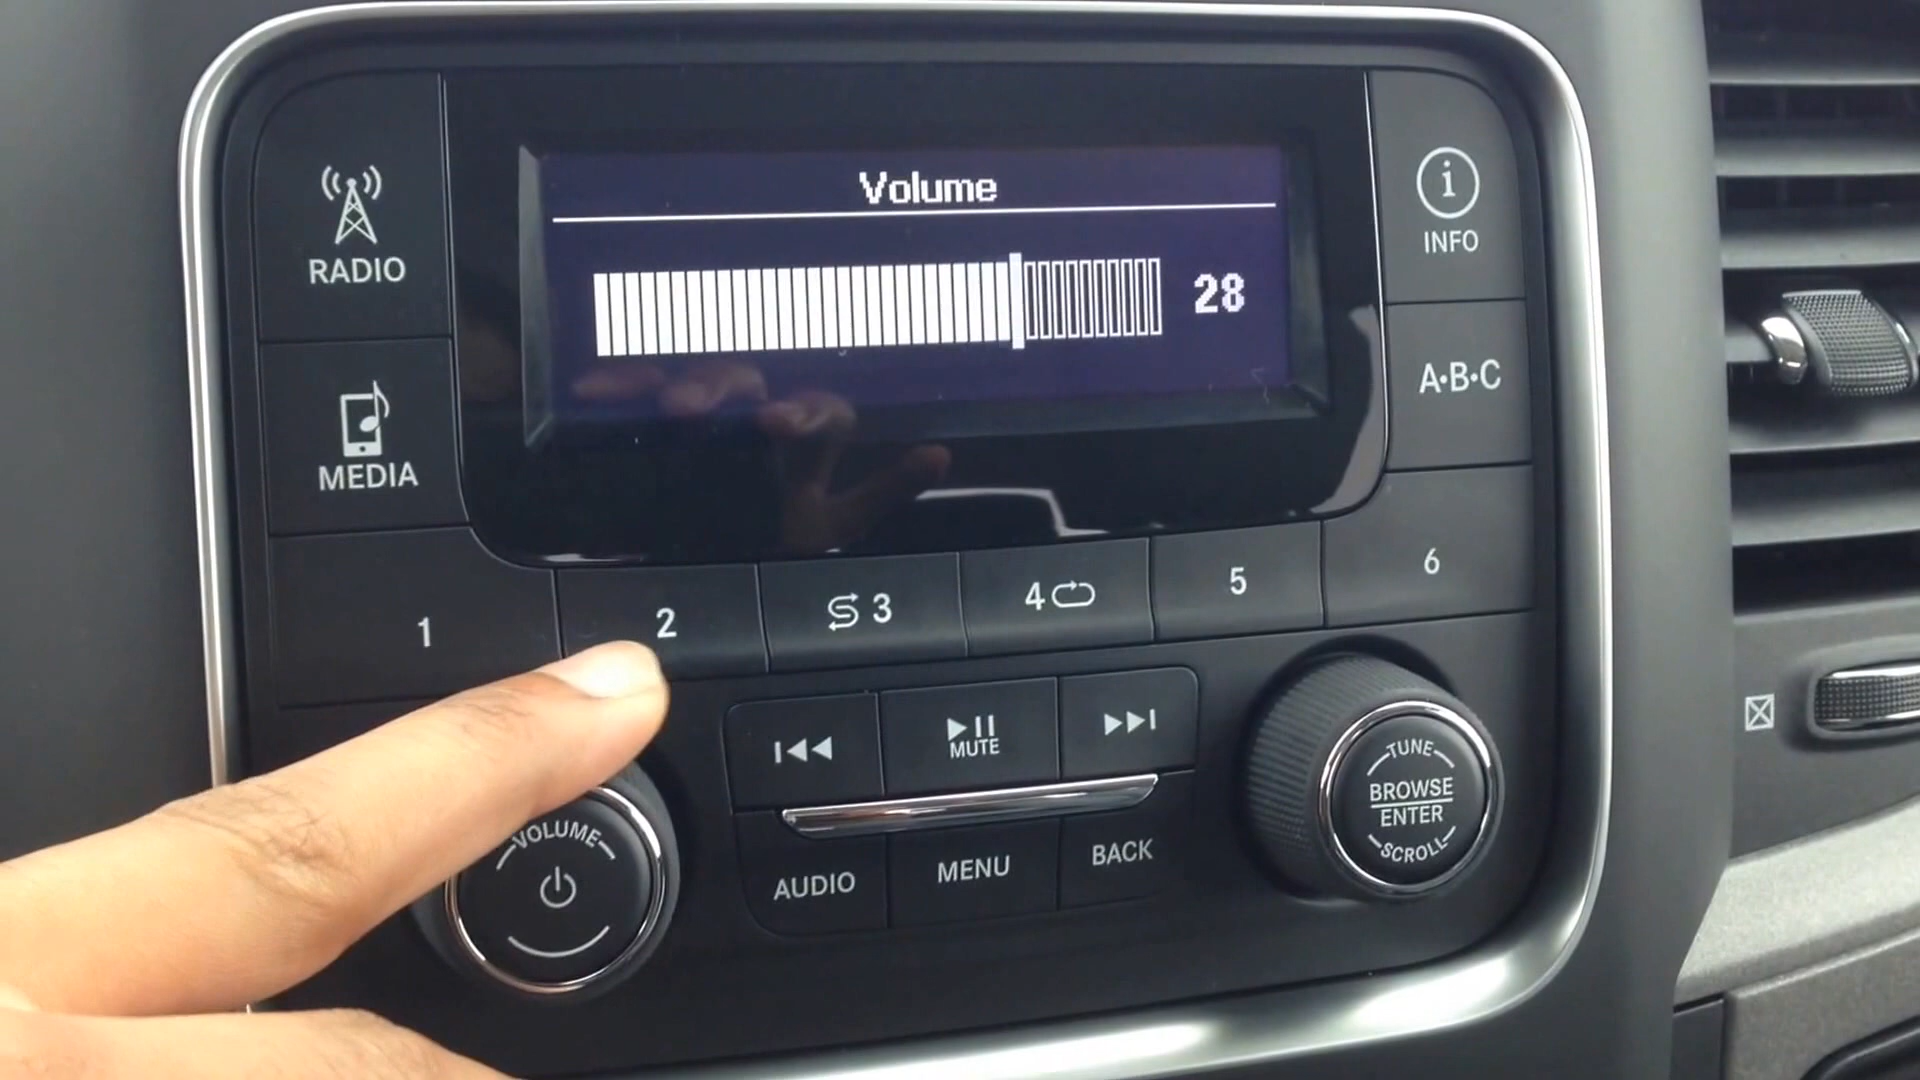 Volume
28
RADIO
INFO
MEDIA
A·B·C
1
2
3
4
5
6
MUTE
VOLUME
AUDIO
MENU
BACK
TUNE
BROWSE
ENTER
SCROLL